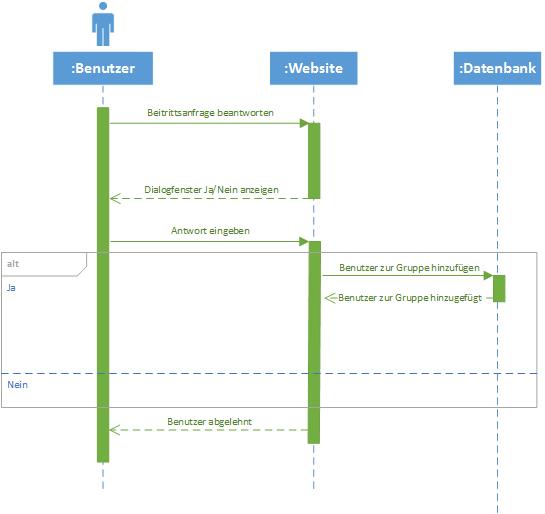 :Benutzer
:Website
:Datenbank
Beitrittsanfrage beantworten
Dialogfenster Ja/Nein anzeigen
Antwort eingeben
alt
Benutzer zur Gruppe hinzufügen
Ja
Benutzer zur Gruppe hinzugefügt
Nein
Benutzer abgelehnt